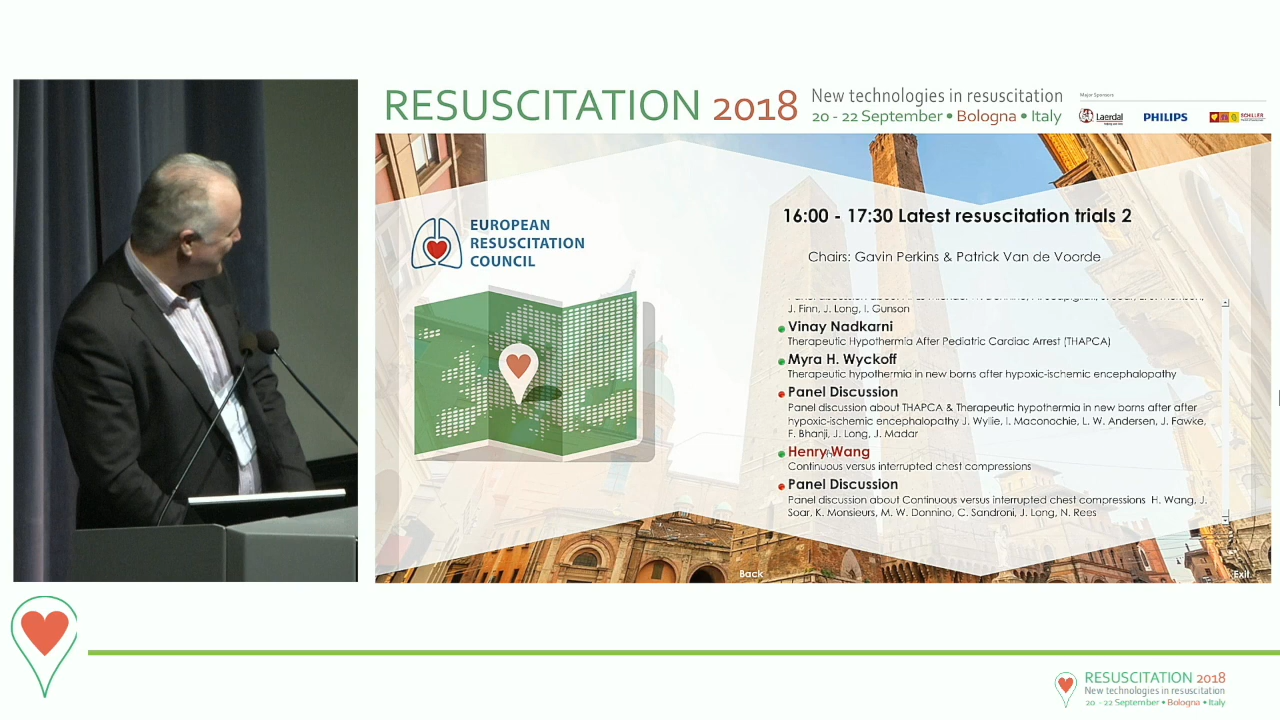 RESUSCITATION 2018
New technologies in resuscitation
20 - 22 September • Bologna • Italy
Major Sponsors
Laerdal
PHILIPS
SCHILLER
EUROPEAN
RESUSCITATION
COUNCIL
16:00 - 17:30 Latest resuscitation trials 2
Chairs: Gavin Perkins & Patrick Van de Voorde
J. Finn, J. Long, I. Gunson
Vinay Nadkarni
Therapeutic Hypothermia After Pediatric Cardiac Arrest (THAPCA)
Myra H. Wyckoff
Therapeutic hypothermia in new borns after hypoxic-ischemic encephalopathy
Panel Discussion
Panel discussion about THAPCA & Therapeutic hypothermia in new borns after after
hypoxic-ischemic encephalopathy J. Wyllie, I. Maconochie, L. W. Andersen, J. Fawke,
F. Bhanji, J. Long, J. Madar
Henry Wang
Continuous versus interrupted chest compressions
Panel Discussion
Panel discussion about Continuous versus interrupted chest compressions H. Wang, J.
Soar, K. Monsieurs, M. W. Donnino, C. Sandroni, J. Long, N. Rees
Back
Exit
RESUSCITATION 2018
New technologies in resuscitation
20 - 22 September • Bologna • Italy